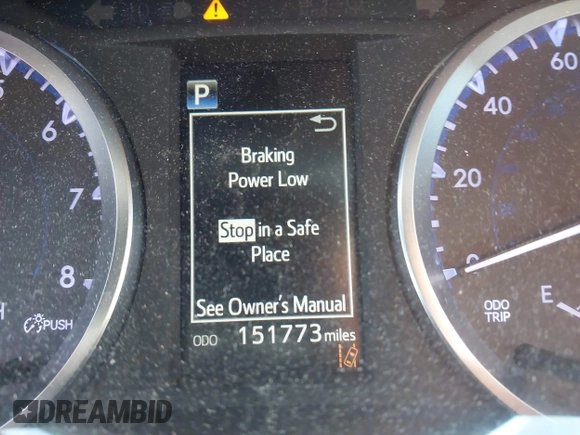 P
Braking
Power Low
Stop in a Safe
Place
See Owner's Manual
ODO 151773 miles
6
7
8
PUSH
60
40
20
0
ODO
TRIP
E
DREAMBID